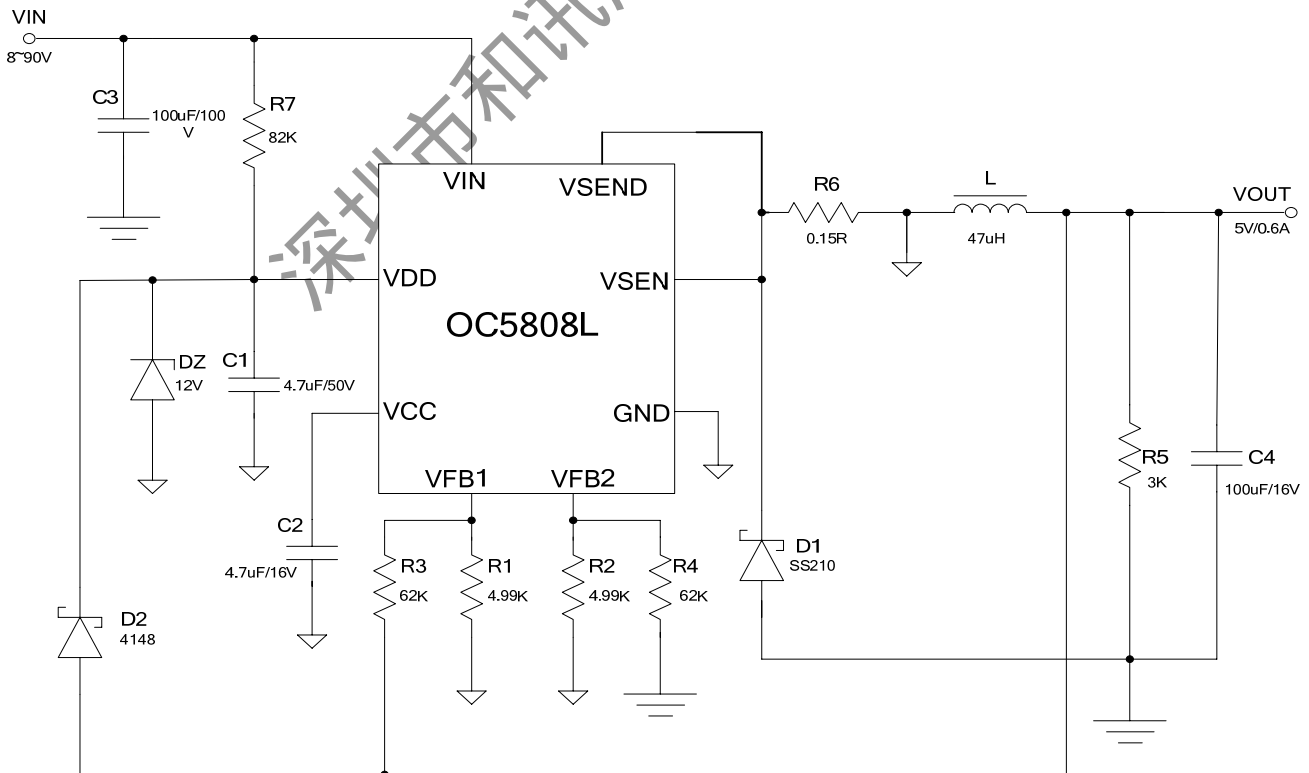 VIN
8~90V
C3
100uF/100
V
R7
82K
深圳市和讯
VIN
VSEND
VDD
VSEN
OC5808L
VCC
GND
VFB1
VFB2
R6
0.15R
L
47uH
VOUT
5V/0.6A
DZ
12V
C1
4.7uF/50V
C2
4.7uF/16V
R3
62K
R1
4.99K
R2
4.99K
R4
62K
D1
SS210
R5
3K
C4
100uF/16V
D2
4148